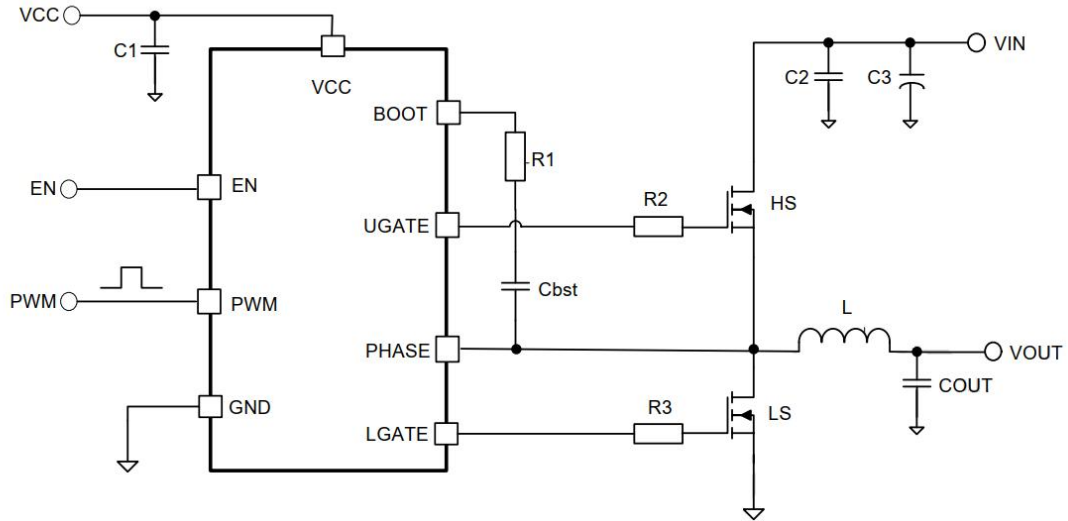 VCC
C1
VCC
BOOT
R1
EN
EN
UGATE
R2
HS
C2
C3
VIN
PWM
PWM
Cbst
PHASE
L
VOUT
COUT
GND
LGATE
R3
LS